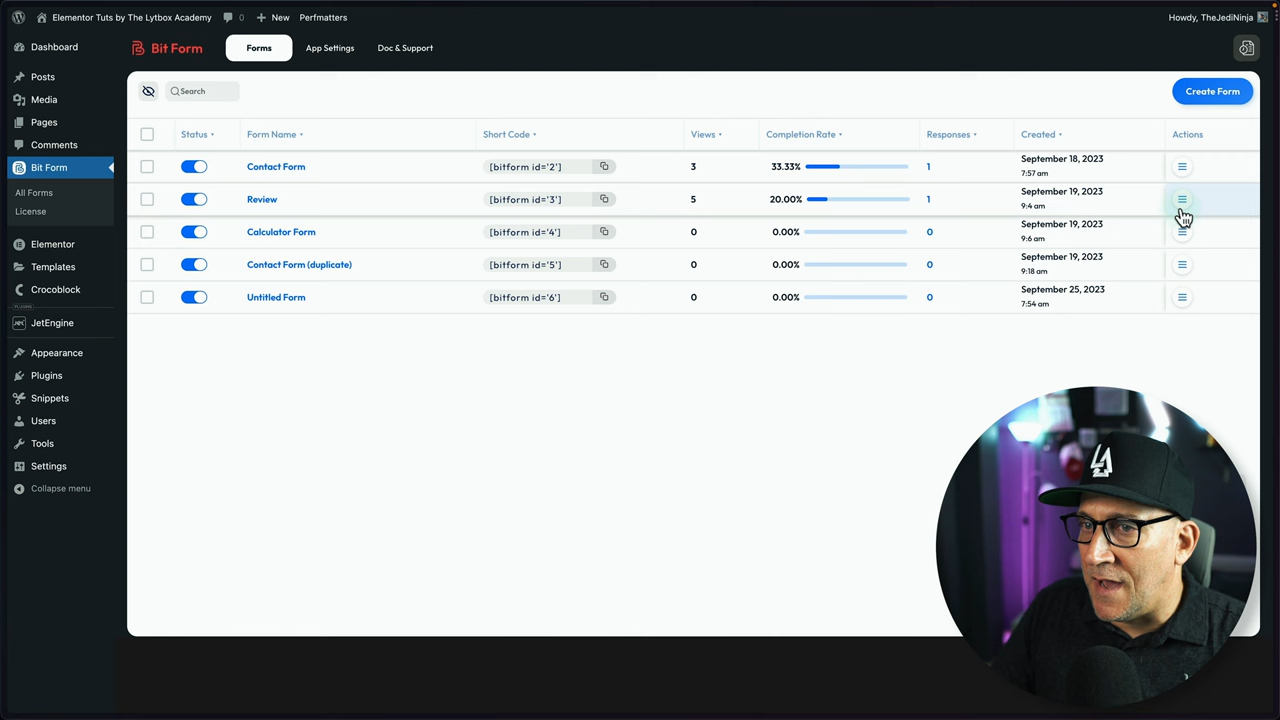 Elementor Tuts by The Lytbox Academy 0 New Perfmatters Howdy, TheJediNinja
Dashboard
Posts
Media
Pages
Comments
Bit Form
All Forms
License
Elementor
Templates
Crocoblock
JetEngine
Appearance
Plugins
Snippets
Users
Tools
Settings
Collapse menu
Bit Form Forms App Settings Doc & Support
Search Create Form
Status Form Name Short Code Views Completion Rate Responses Created Actions
Contact Form [bitform id='2'] 3 33.33% 1 September 18, 2023
7:57 am
Review [bitform id='3'] 5 20.00% 1 September 19, 2023
9:4 am
Calculator Form [bitform id='4'] 0 0.00% 0 September 19, 2023
9:6 am
Contact Form (duplicate) [bitform id='5'] 0 0.00% 0 September 19, 2023
9:18 am
Untitled Form [bitform id='6'] 0 0.00% 0 September 25, 2023
7:54 am